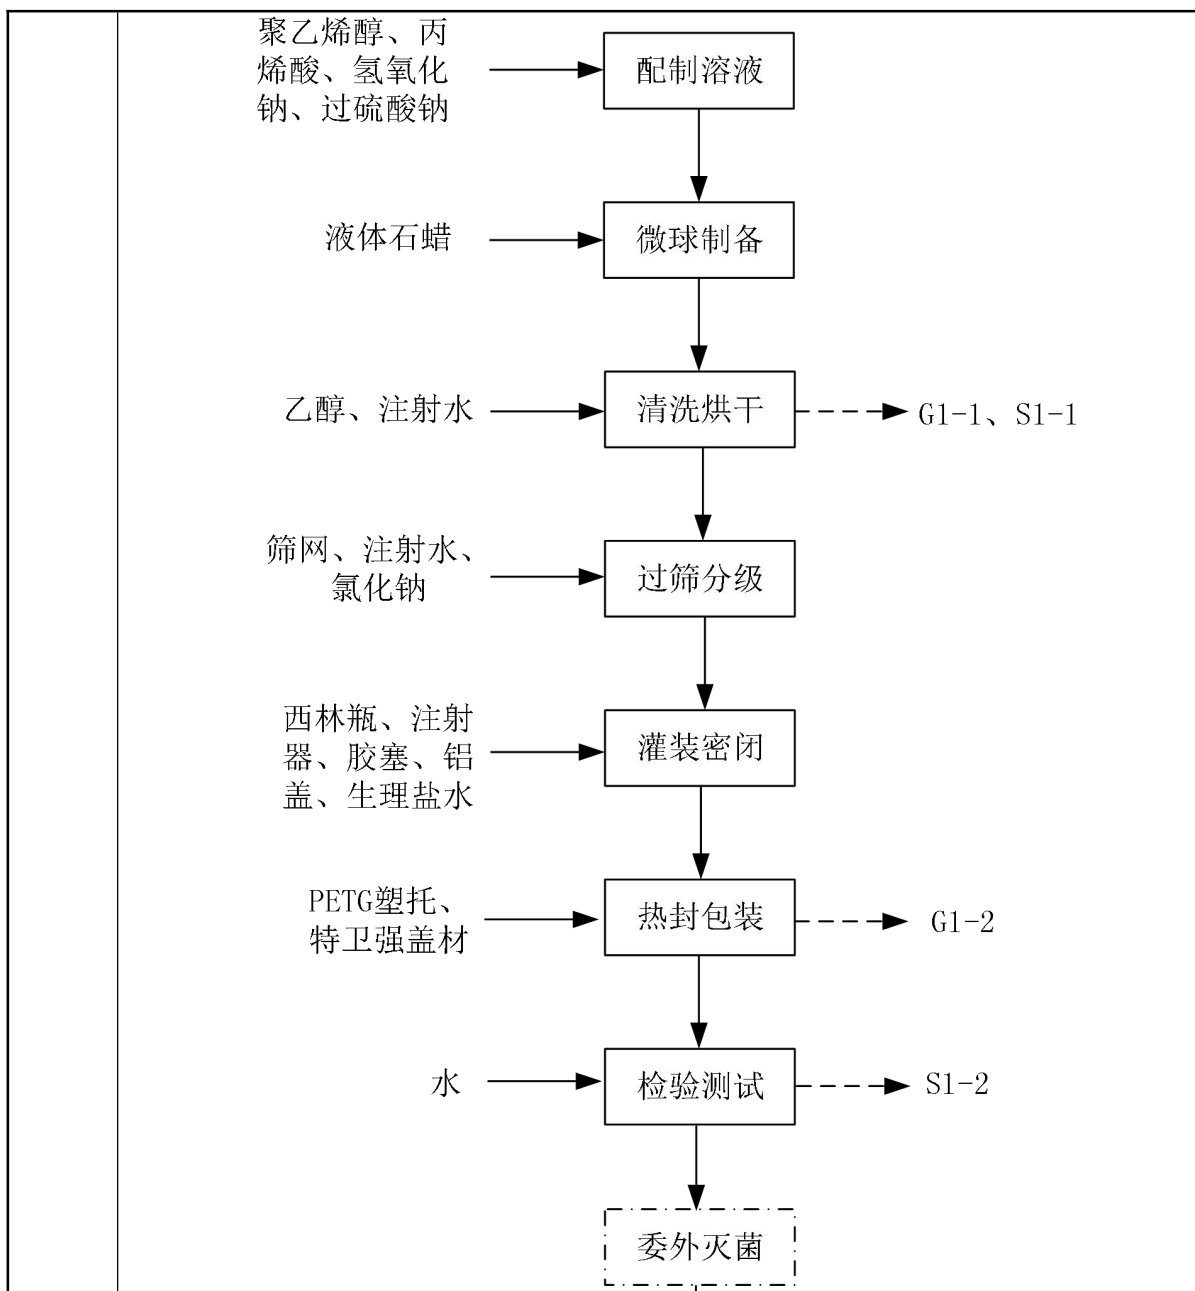 聚乙烯醇、丙
烯酸、氢氧化
钠、过硫酸钠
配制溶液
液体石蜡
微球制备
乙醇、注射水
清洗烘干
G1-1、S1-1
筛网、注射水、
氯化钠
过筛分级
西林瓶、注射
器、胶塞、铝
盖、生理盐水
灌装密闭
PETG塑托、
特卫强盖材
热封包装
G1-2
水
检验测试
S1-2
委外灭菌